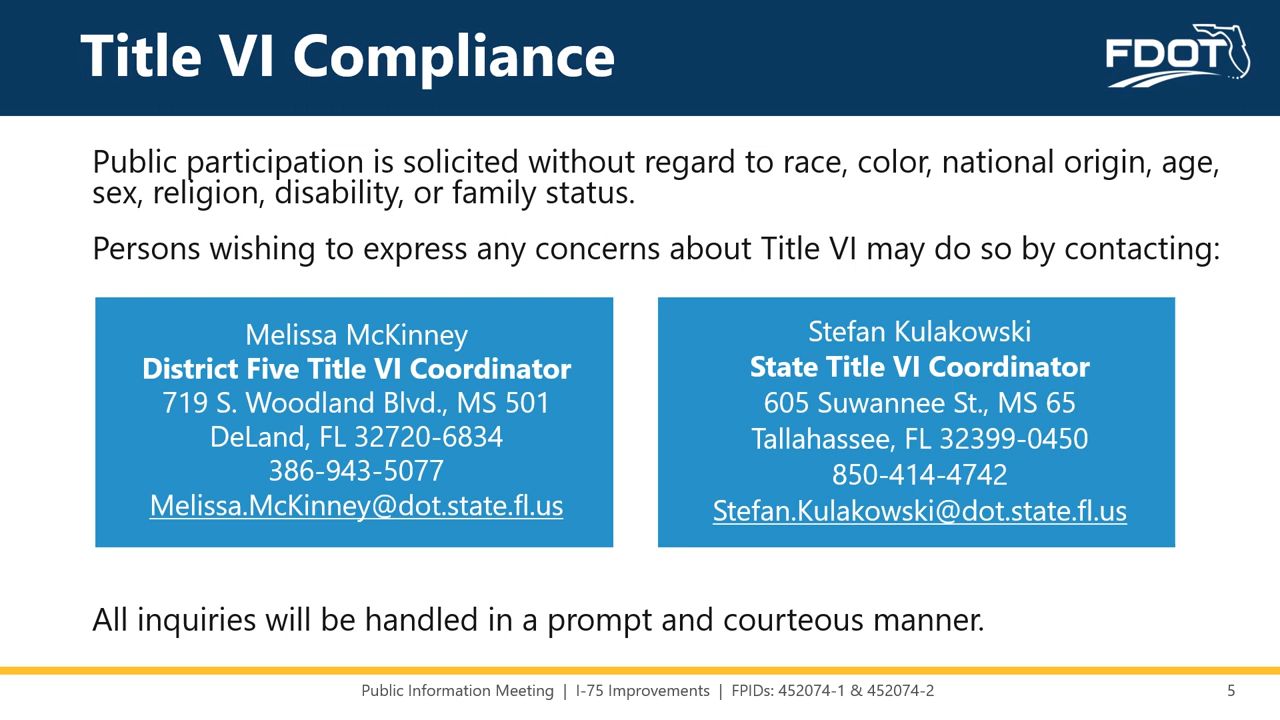 Title VI Compliance
FDOT
Public participation is solicited without regard to race, color, national origin, age,
sex, religion, disability, or family status.
Persons wishing to express any concerns about Title VI may do so by contacting:
Melissa McKinney
District Five Title VI Coordinator
719 S. Woodland Blvd., MS 501
DeLand, FL 32720-6834
386-943-5077
Melissa.McKinney@dot.state.fl.us
Stefan Kulakowski
State Title VI Coordinator
605 Suwannee St., MS 65
Tallahassee, FL 32399-0450
850-414-4742
Stefan.Kulakowski@dot.state.fl.us
All inquiries will be handled in a prompt and courteous manner.
Public Information Meeting | I-75 Improvements | FPIDs: 452074-1 & 452074-2
5